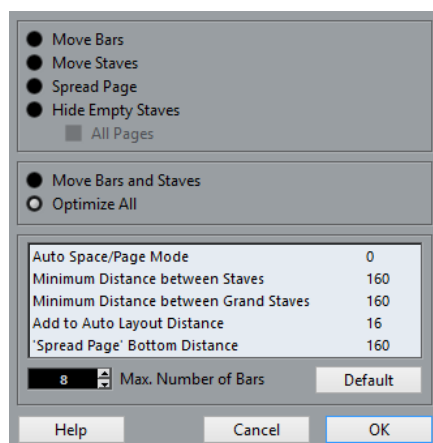 Move Bars
Move Staves
Spread Page
Hide Empty Staves
All Pages
Move Bars and Staves
Optimize All
Auto Space/Page Mode 0
Minimum Distance between Staves 160
Minimum Distance between Grand Staves 160
Add to Auto Layout Distance 16
'Spread Page' Bottom Distance 160
8 Max. Number of Bars Default
Help Cancel OK